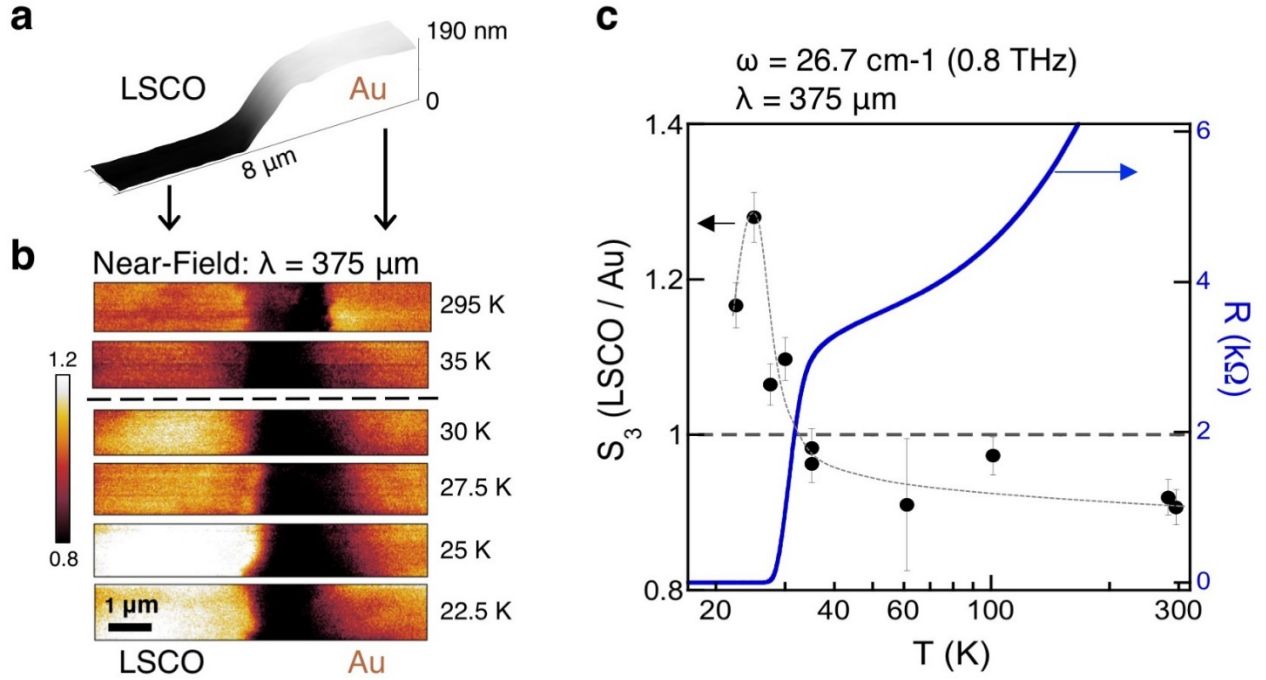 a
190 nm
LSCO
Au
0
8 µm
b
Near-Field: λ = 375 µm
295 K
35 K
1.2
30 K
27.5 K
25 K
0.8
22.5 K
1 µm
LSCO
Au
c
ω = 26.7 cm-1 (0.8 THz)
λ = 375 µm
1.4
6
1.2
4
S₃ (LSCO / Au)
R (kΩ)
1
2
0.8
0
20
40
60
100
300
T (K)